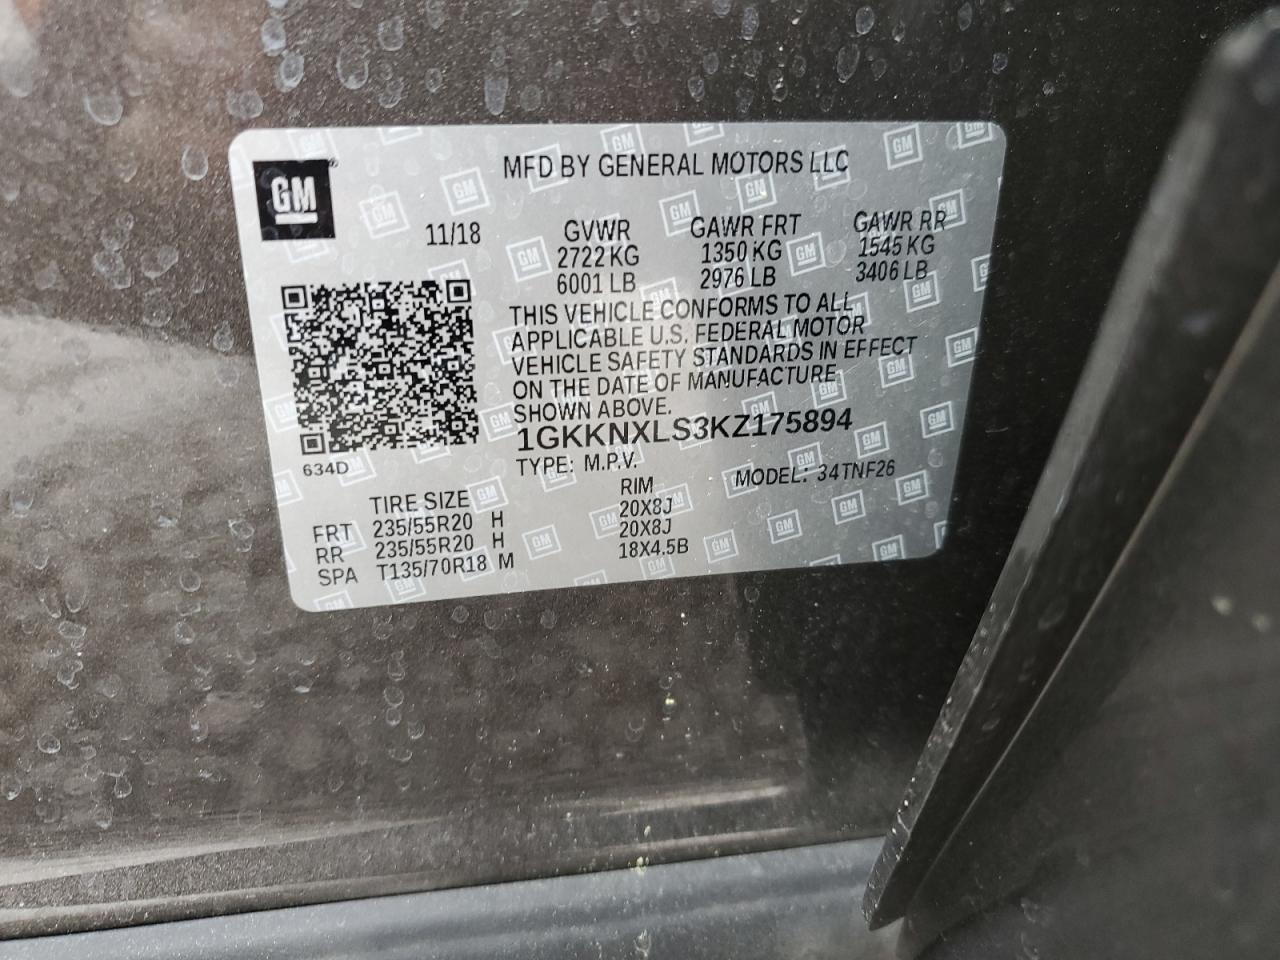 GM
MFD BY GENERAL MOTORS LLC
11/18 GVWR GAWR FRT GAWR RR
2722 KG 1350 KG 1545 KG
6001 LB 2976 LB 3406 LB
THIS VEHICLE CONFORMS TO ALL
APPLICABLE U.S. FEDERAL MOTOR
VEHICLE SAFETY STANDARDS IN EFFECT
ON THE DATE OF MANUFACTURE
SHOWN ABOVE.
1GKKNXLS3KZ175894
634D
TYPE: M.P.V. MODEL: 34TNF26
TIRE SIZE RIM
FRT 235/55R20 H 20X8J
RR 235/55R20 H 20X8J
SPA T135/70R18 M 18X4.5B